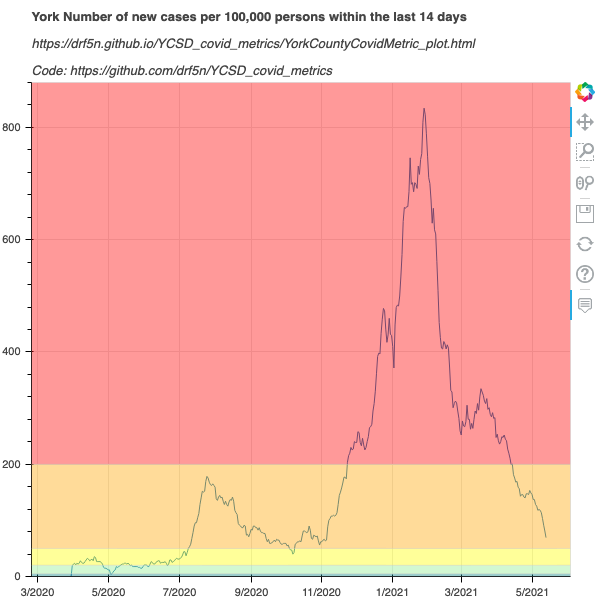 York Number of new cases per 100,000 persons within the last 14 days
https://drf5n.github.io/YCSD_covid_metrics/YorkCountyCovidMetric_plot.html
Code: https://github.com/drf5n/YCSD_covid_metrics
800
600
400
200
0
3/2020 5/2020 7/2020 9/2020 11/2020 1/2021 3/2021 5/2021